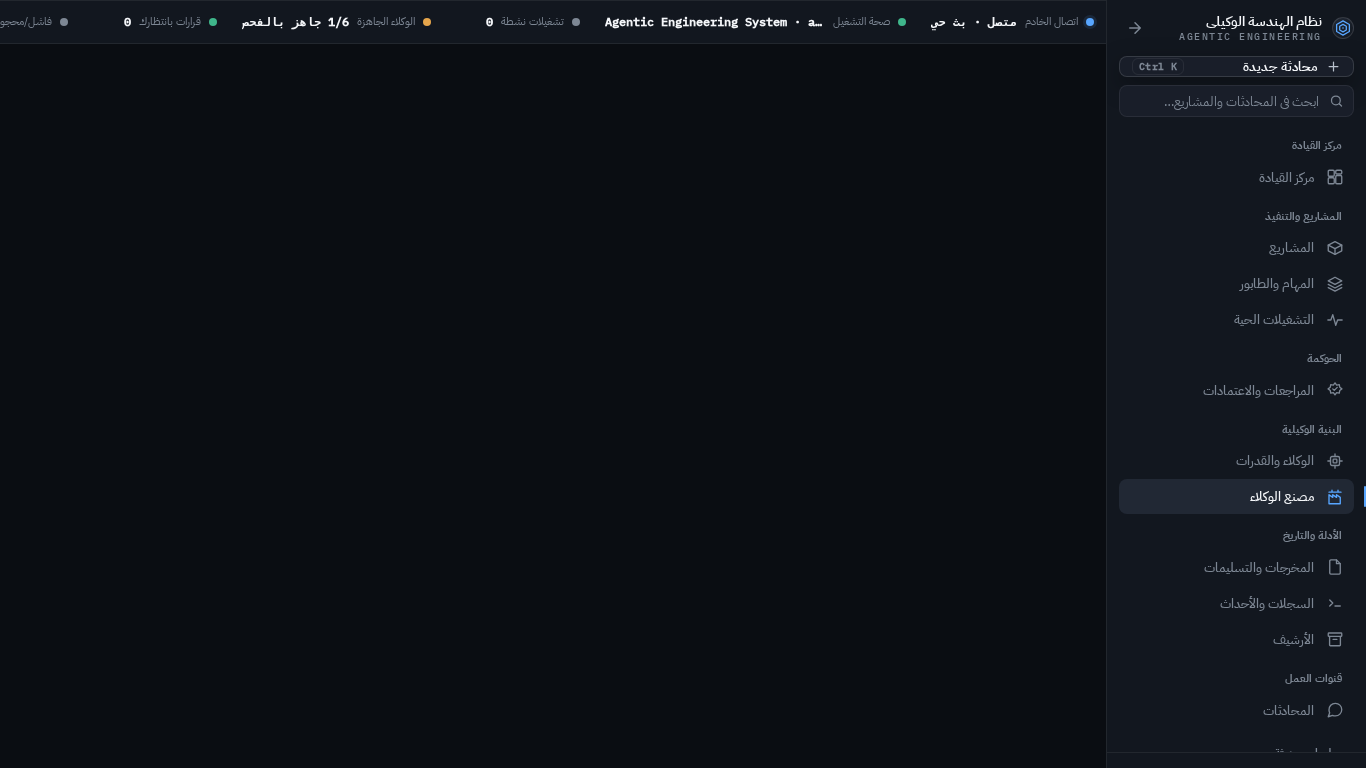 نظام الهندسة الوكيلي
AGENTIC ENGINEERING
محادثة جديدة
Ctrl K
ابحث في المحادثات والمشاريع...
مركز القيادة
مركز القيادة
المشاريع والتنفيذ
المشاريع
المهام والطابور
التشغيلات الحية
الحوكمة
المراجعات والاعتمادات
البنية الوكيلية
الوكلاء والقدرات
مصنع الوكلاء
الأدلة والتاريخ
المخرجات والتسليمات
السجلات والأحداث
الأرشيف
قنوات العمل
المحادثات
اتصال الخادم متصل · بث حي
صحة التشغيل Agentic Engineering System · a…
تشغيلات نشطة 0
الوكلاء الجاهزة 1/6 جاهز بالفحص
قرارات بانتظارك 0